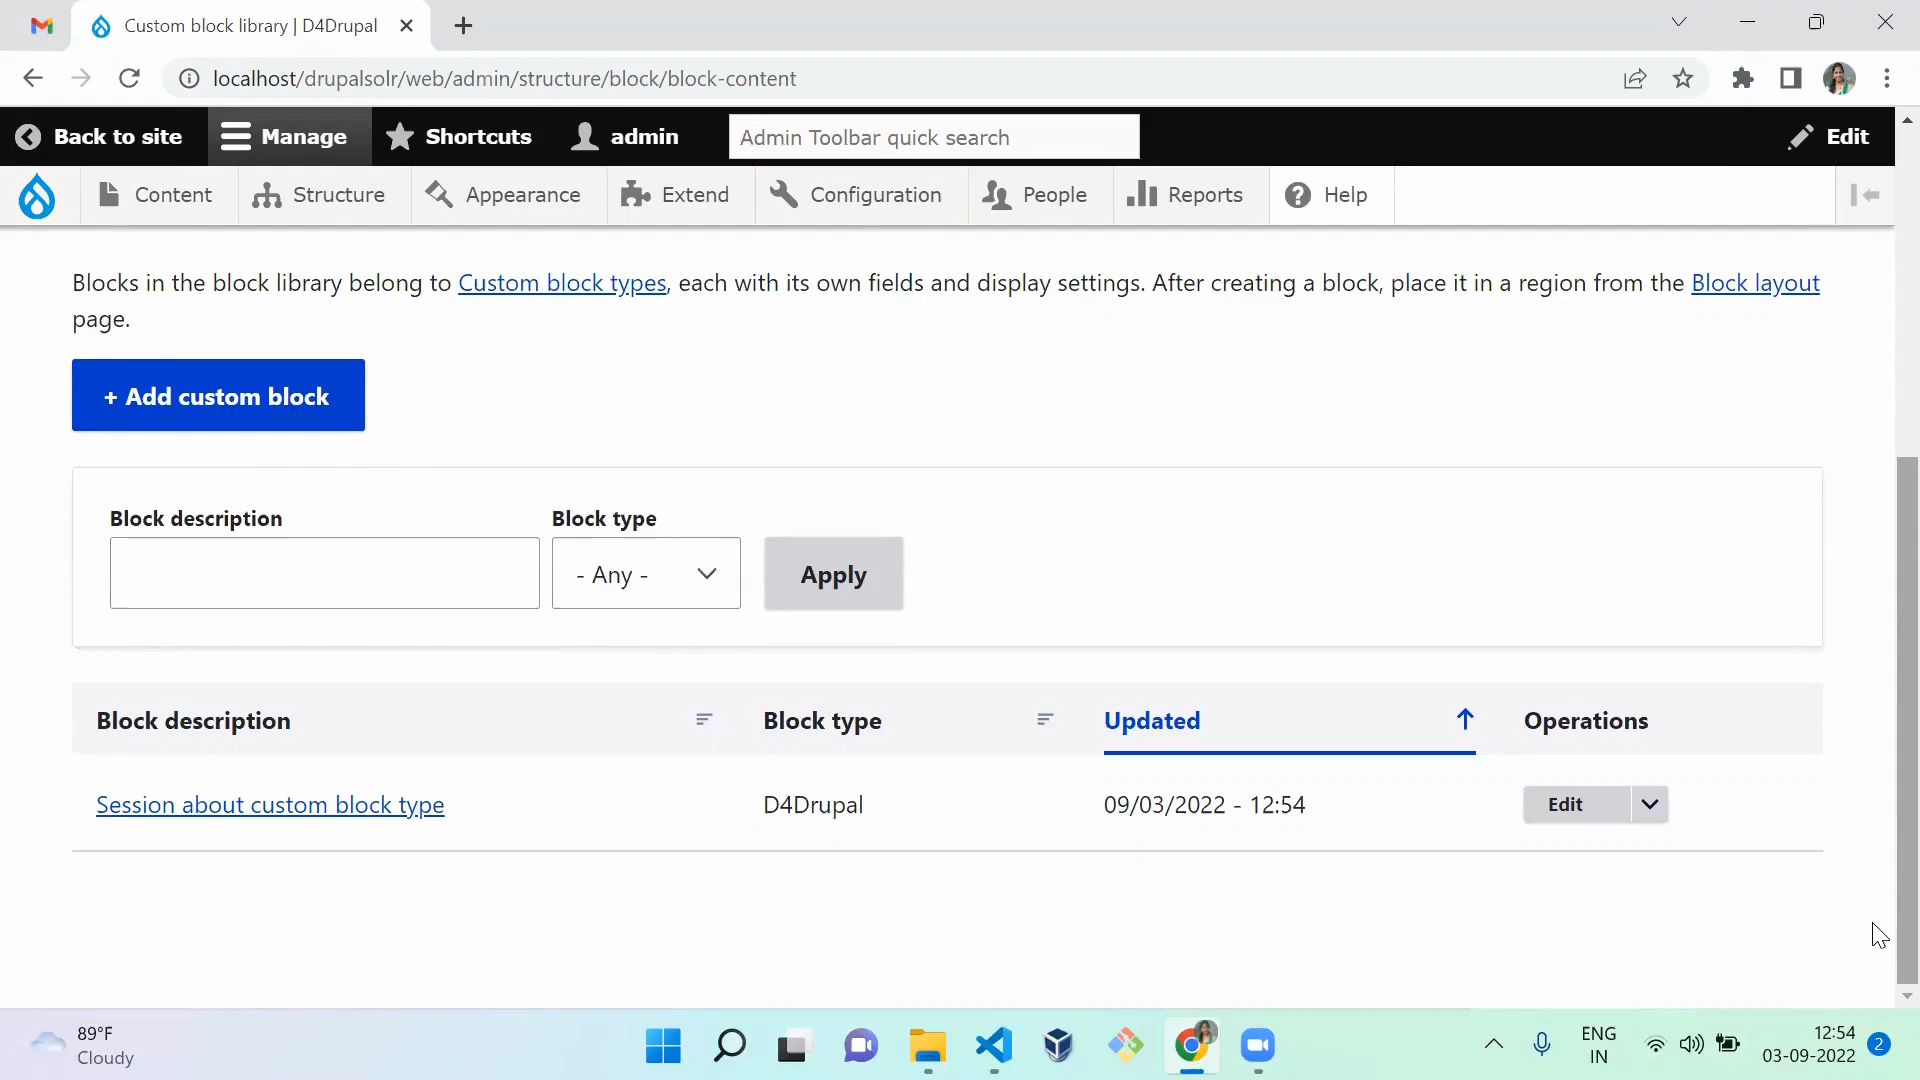 Custom block library | D4Drupal
localhost/drupalsolr/web/admin/structure/block/block-content
Back to site
Manage
Shortcuts
admin
Admin Toolbar quick search
Edit
Content
Structure
Appearance
Extend
Configuration
People
Reports
Help
Blocks in the block library belong to Custom block types, each with its own fields and display settings. After creating a block, place it in a region from the Block layout
page.
+ Add custom block
Block description
Block type
- Any -
Apply
Block description
Block type
Updated
Operations
Session about custom block type
D4Drupal
09/03/2022 - 12:54
Edit
89°F
Cloudy
ENG
IN
12:54
03-09-2022
2